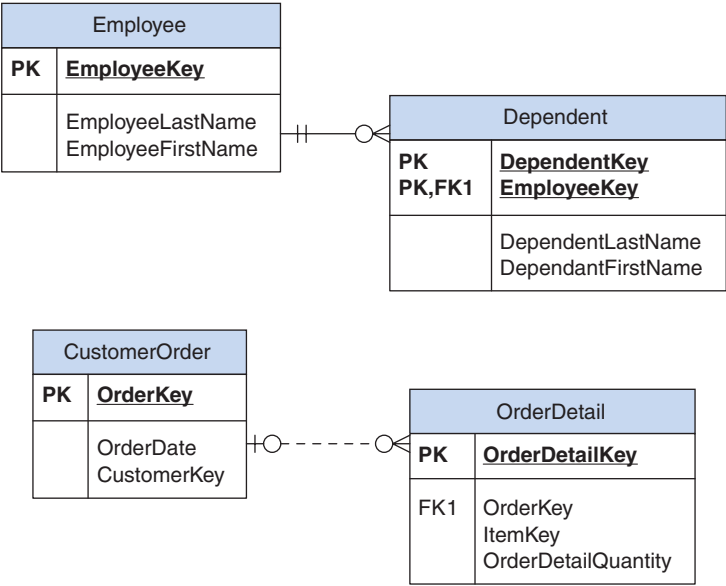 Employee
PK EmployeeKey
EmployeeLastName
EmployeeFirstName
Dependent
PK DependentKey
PK,FK1 EmployeeKey
DependentLastName
DependantFirstName
CustomerOrder
PK OrderKey
OrderDate
CustomerKey
OrderDetail
PK OrderDetailKey
FK1 OrderKey
ItemKey
OrderDetailQuantity